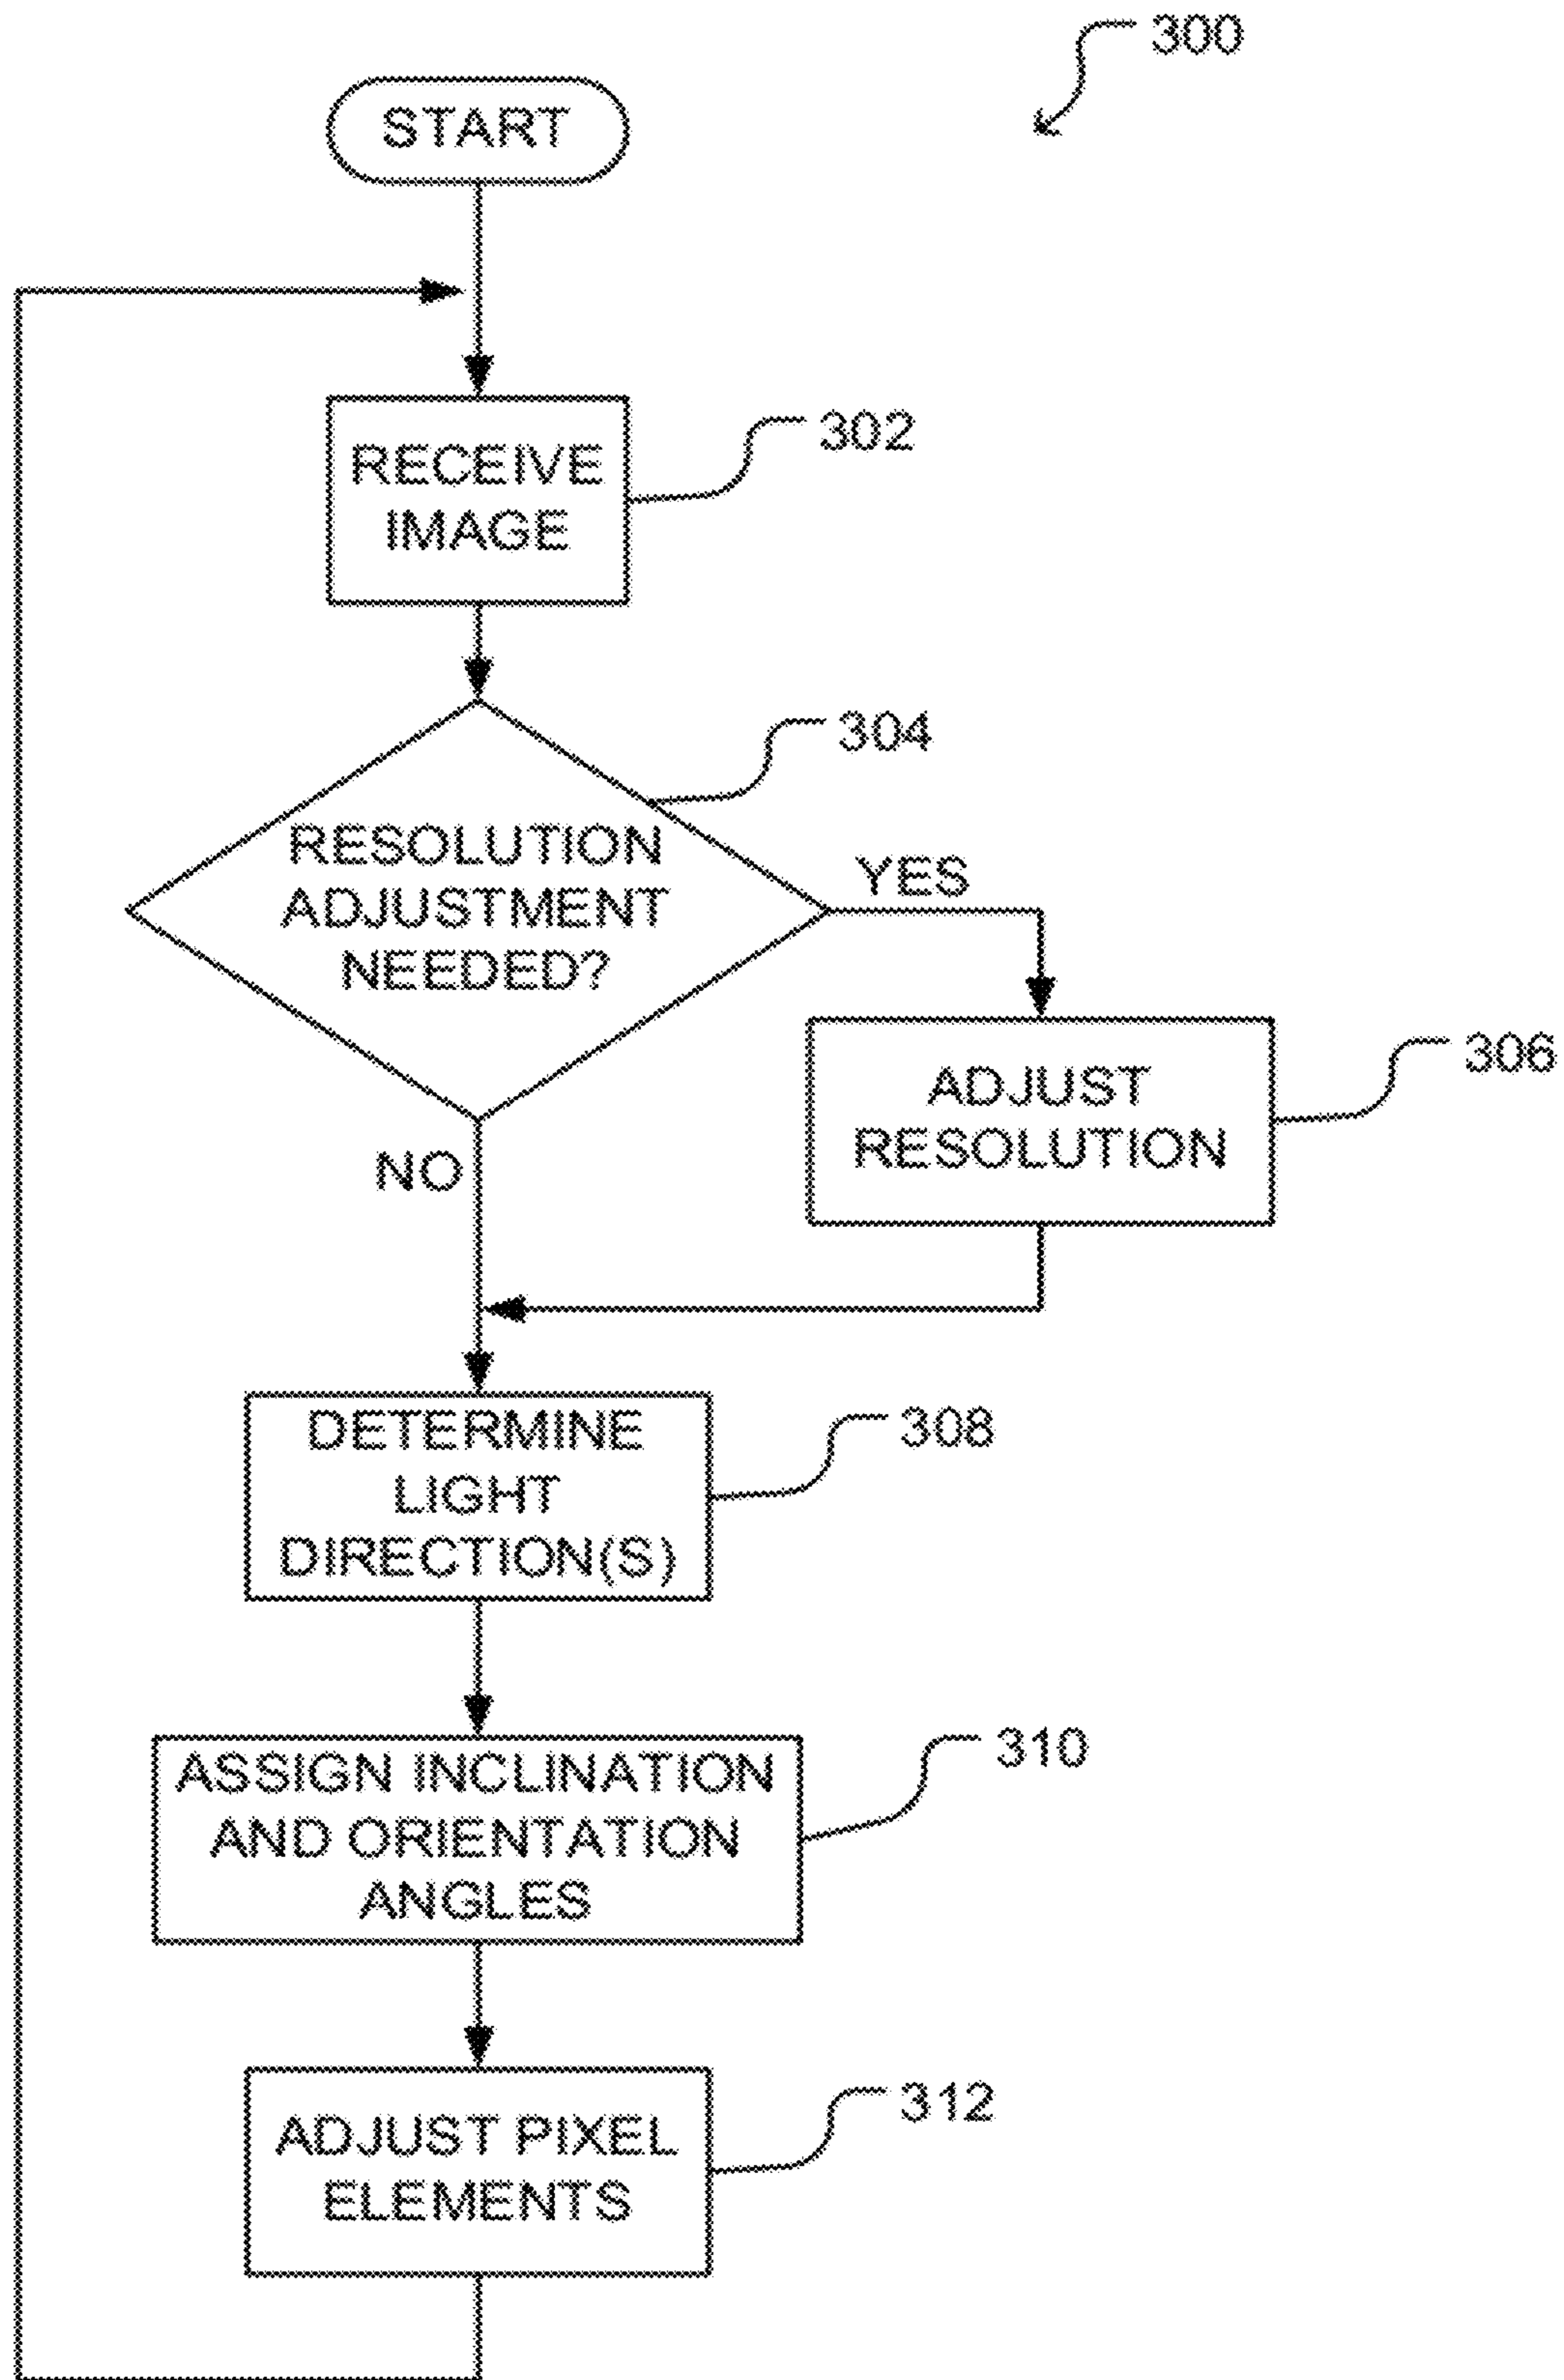 300
START
RECEIVE
IMAGE
302
304
RESOLUTION
ADJUSTMENT
NEEDED?
YES
NO
ADJUST
RESOLUTION
306
DETERMINE
LIGHT
DIRECTION(S)
308
ASSIGN INCLINATION
AND ORIENTATION
ANGLES
310
ADJUST PIXEL
ELEMENTS
312